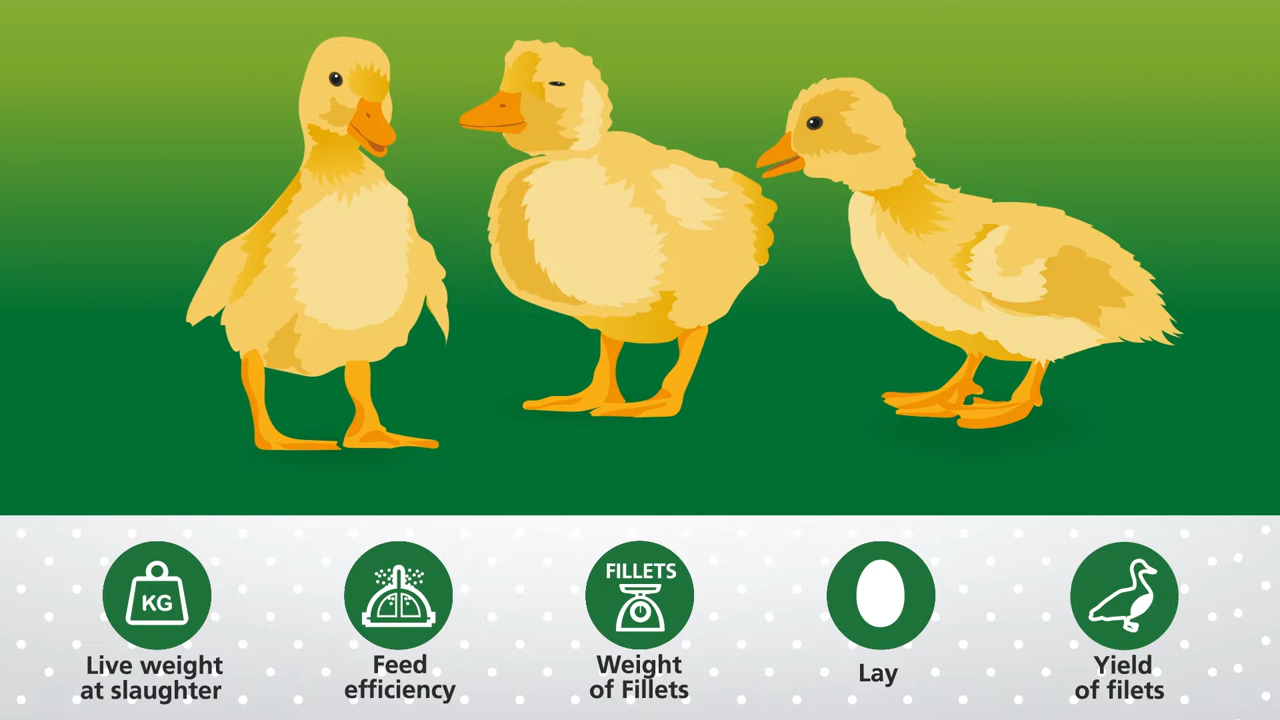 KG
FILLETS
Live weight
at slaughter
Feed
efficiency
Weight
of Fillets
Lay
Yield
of filets